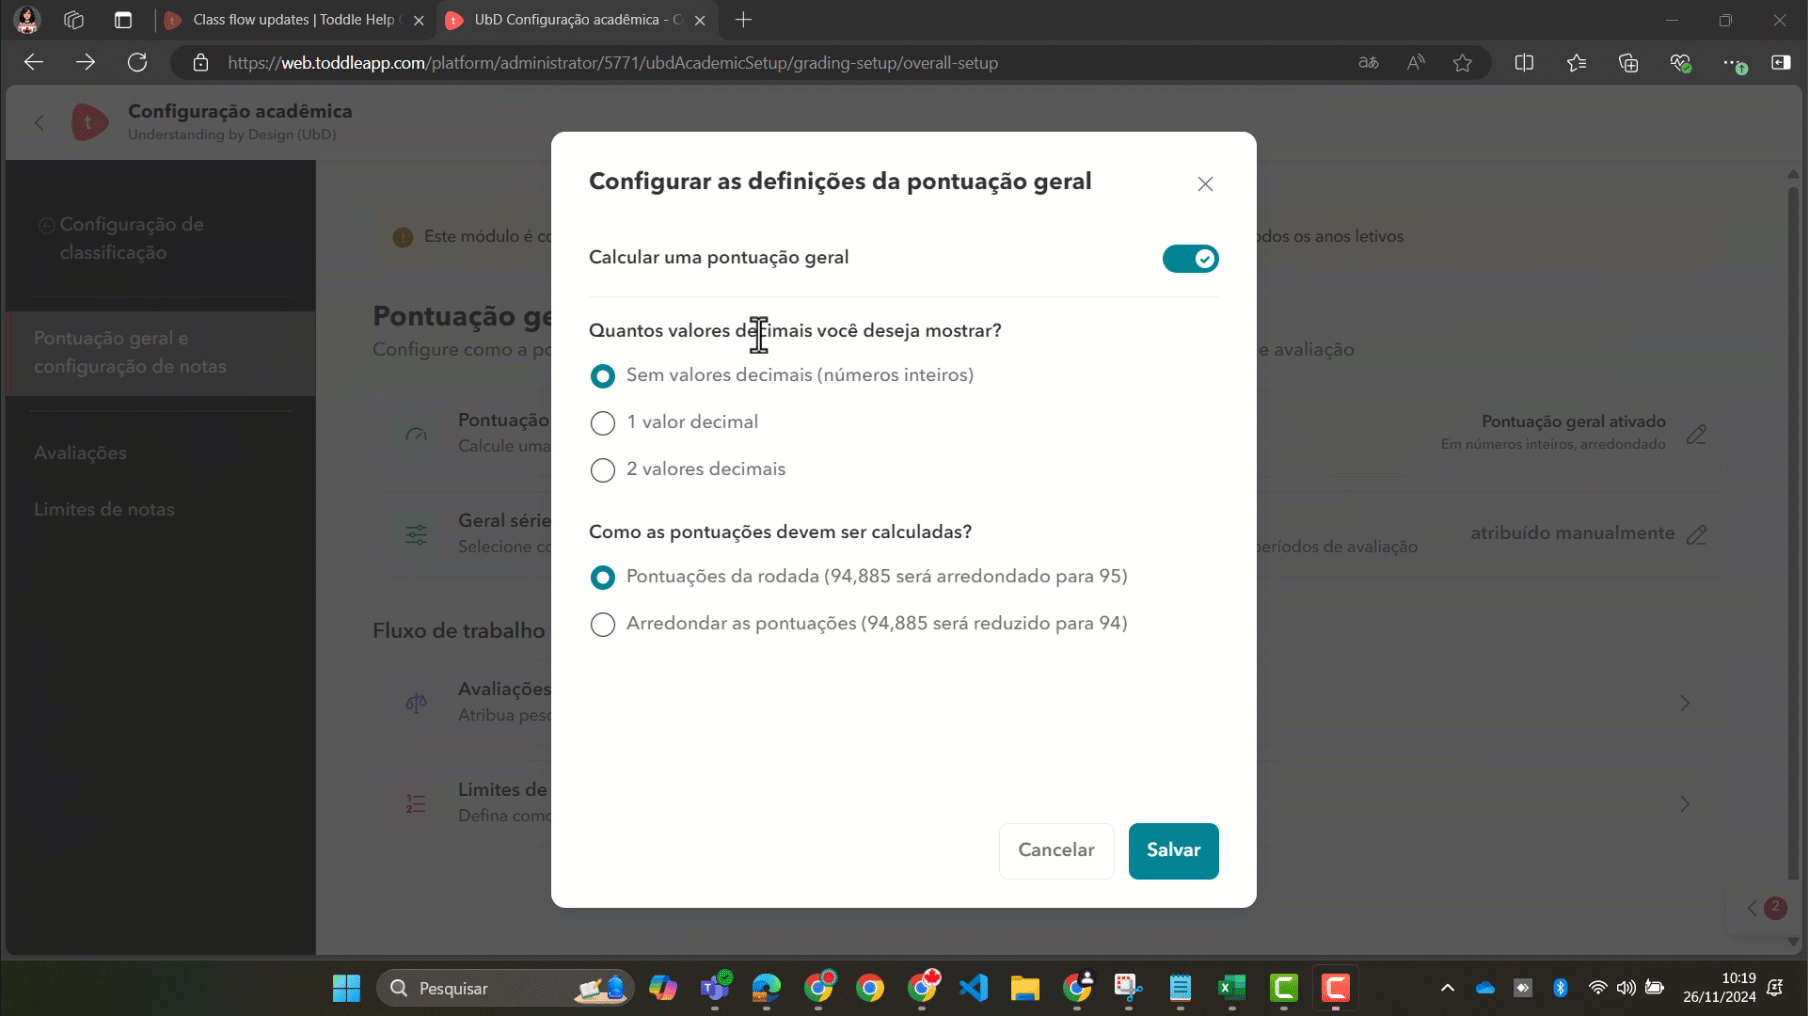 Class flow updates | Toddle Help
UbD Configuração acadêmica - C
https://web.toddleapp.com/platform/administrator/5771/ubdAcademicSetup/grading-setup/overall-setup
Configuração acadêmica
Understanding by Design (UbD)
Configuração de
classificação
Pontuação geral e
configuração de notas
Avaliações
Limites de notas
Este módulo é co
odos os anos letivos
Pontuação ge
Configure como a po
e avaliação
Pontuação
Calcule uma
Pontuação geral ativado
Em números inteiros, arredondado
Geral série
Selecione co
períodos de avaliação
atribuído manualmente
Fluxo de trabalho
Avaliações
Atribua peso
Limites de
Defina como
Configurar as definições da pontuação geral
Calcular uma pontuação geral
Quantos valores decimais você deseja mostrar?
Sem valores decimais (números inteiros)
1 valor decimal
2 valores decimais
Como as pontuações devem ser calculadas?
Pontuações da rodada (94,885 será arredondado para 95)
Arredondar as pontuações (94,885 será reduzido para 94)
Cancelar
Salvar
2
Pesquisar
10:19
26/11/2024